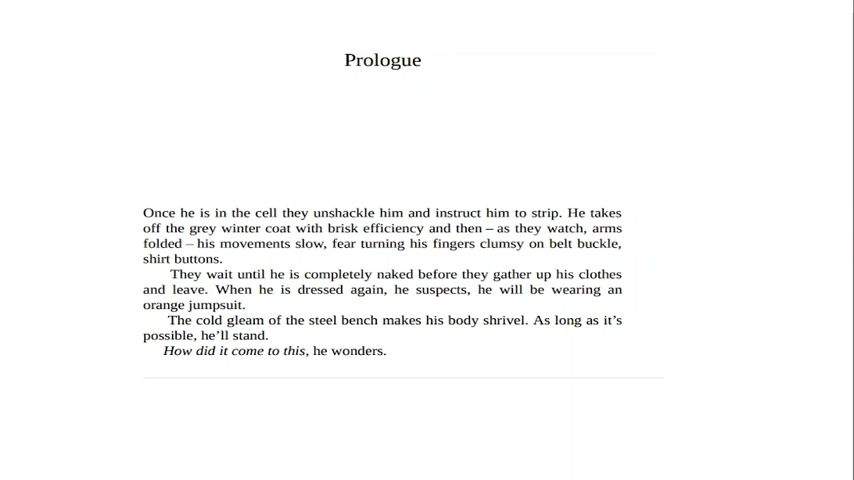 Prologue
Once he is in the cell they unshackle him and instruct him to strip. He takes
off the grey winter coat with brisk efficiency and then – as they watch, arms
folded – his movements slow, fear turning his fingers clumsy on belt buckle,
shirt buttons.
They wait until he is completely naked before they gather up his clothes
and leave. When he is dressed again, he suspects, he will be wearing an
orange jumpsuit.
The cold gleam of the steel bench makes his body shrivel. As long as it’s
possible, he’ll stand.
How did it come to this, he wonders.